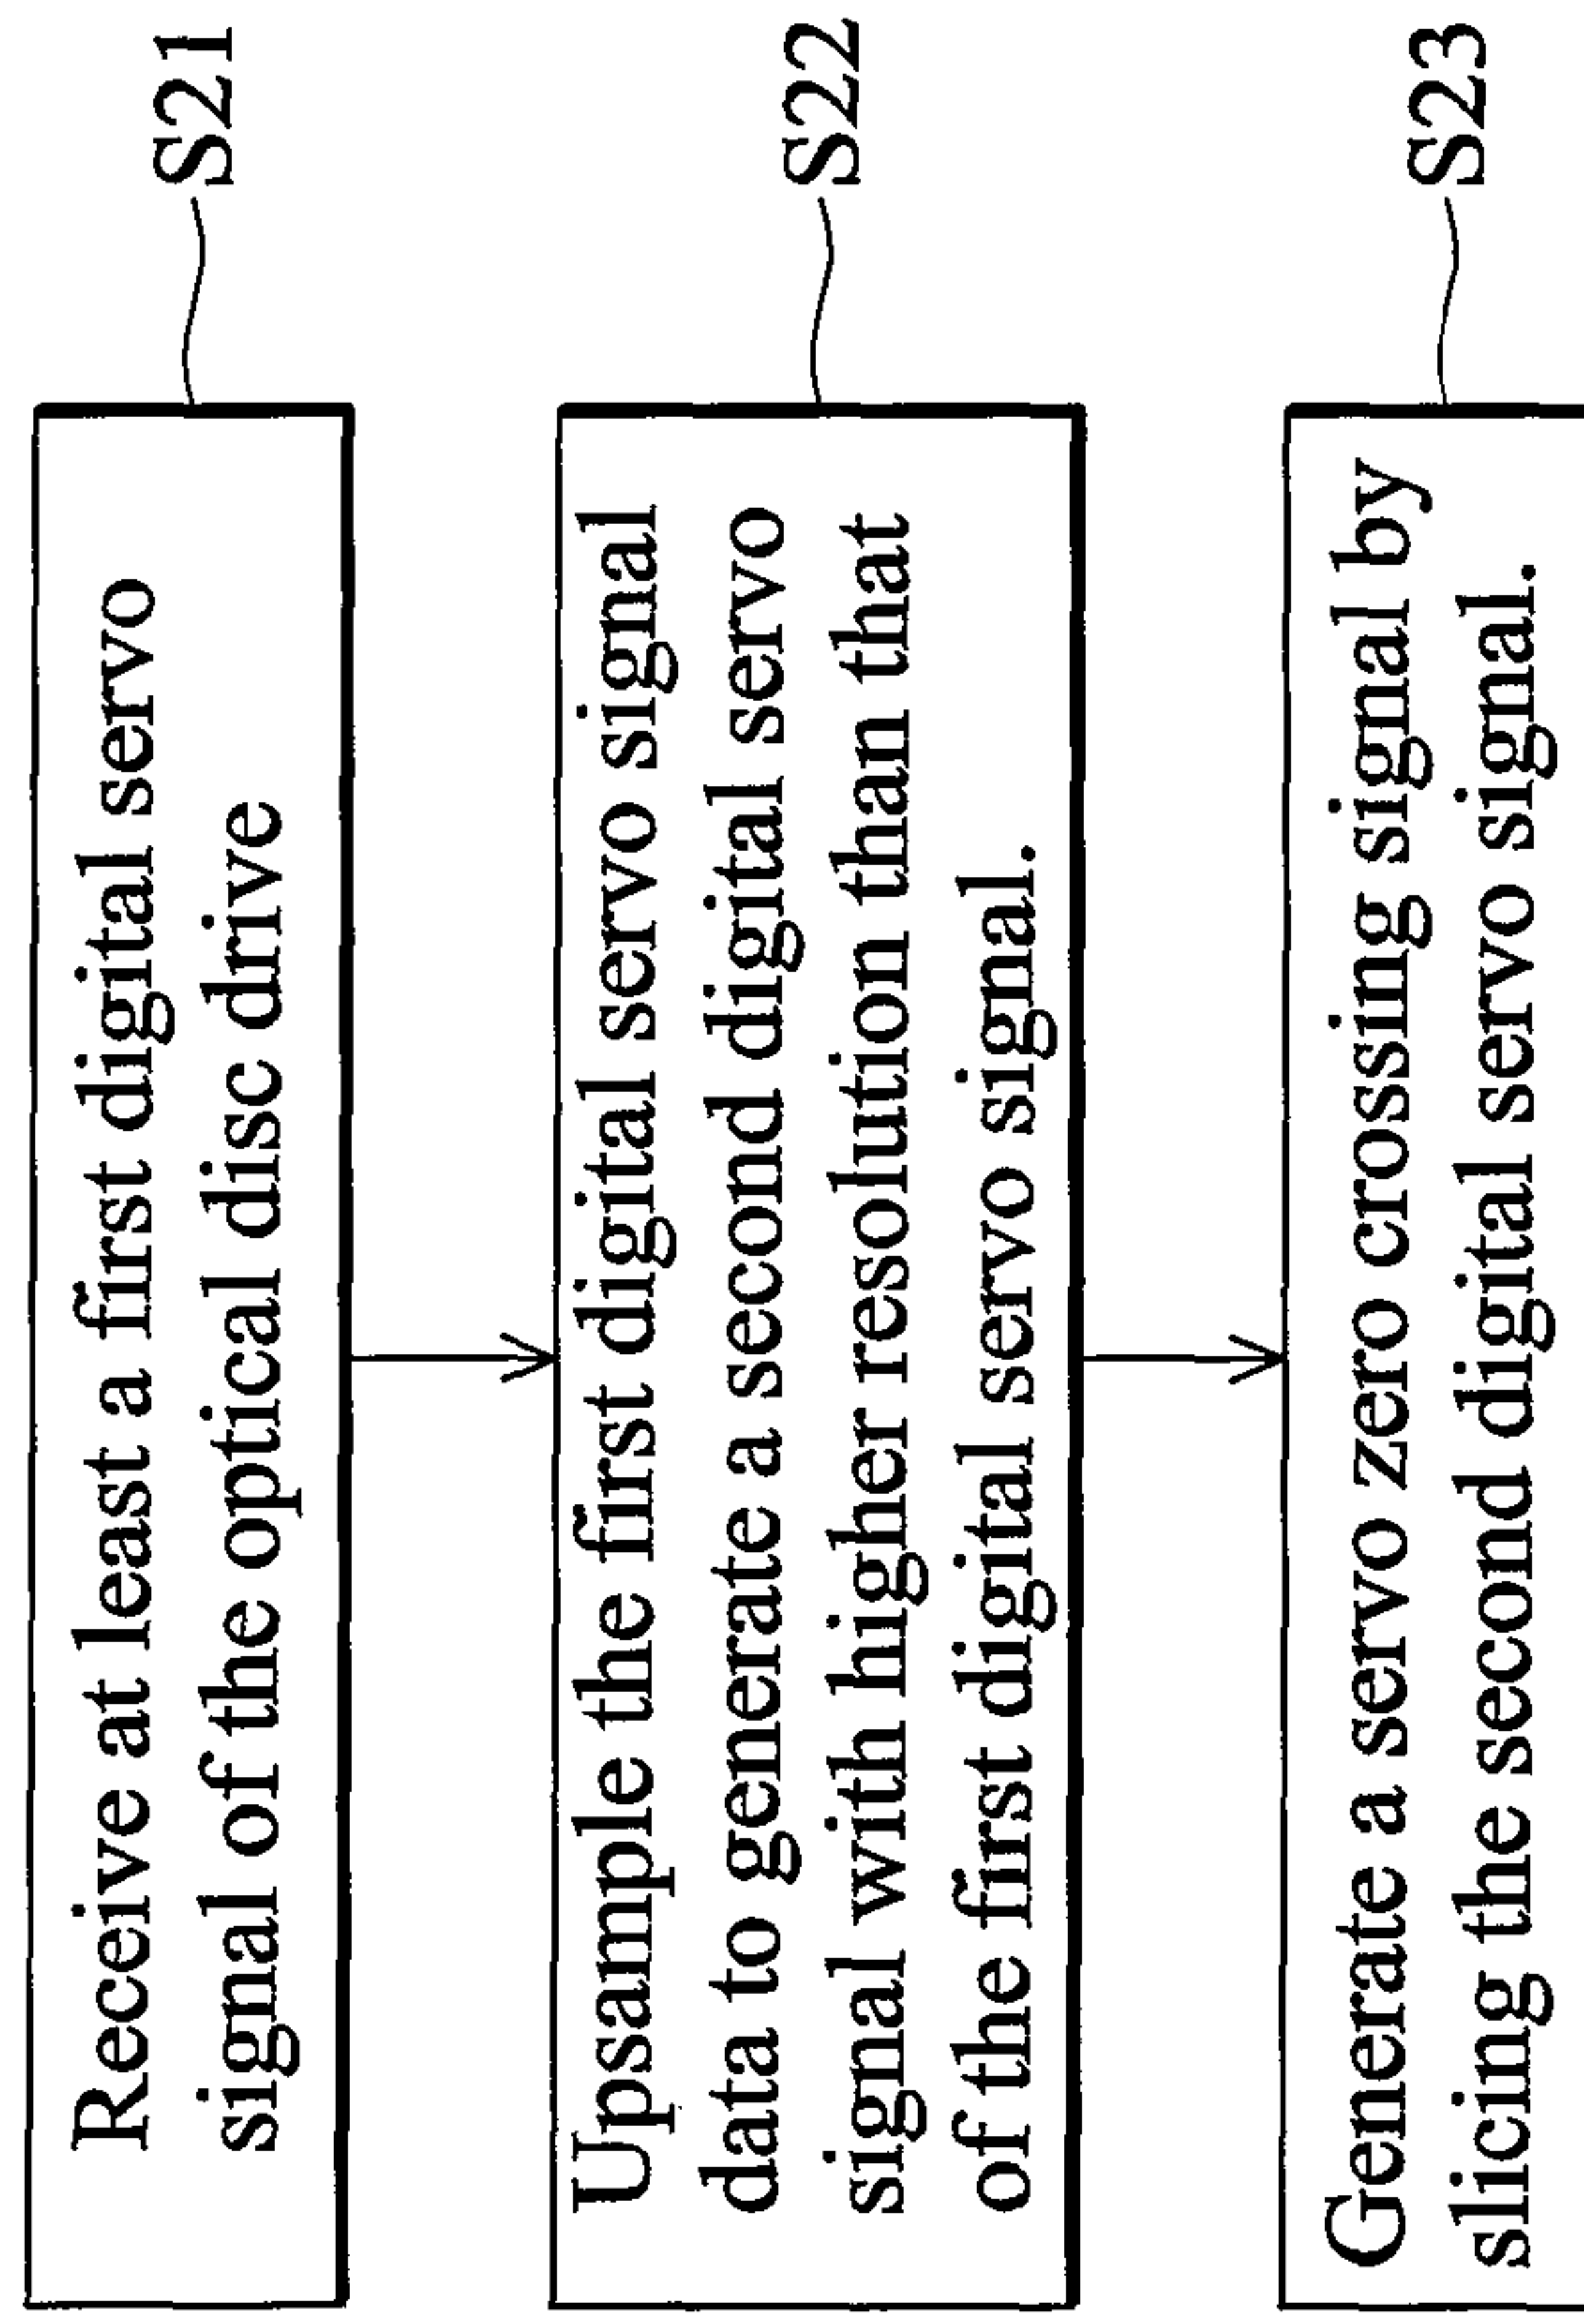 Receive at least a first digital servo
signal of the optical disc drive
S21
Upsample the first digital servo signal
data to generate a second digital servo
signal with higher resolution than that
of the first digital servo signal.
S22
Generate a servo zero crossing signal by
slicing the second digital servo signal.
S23